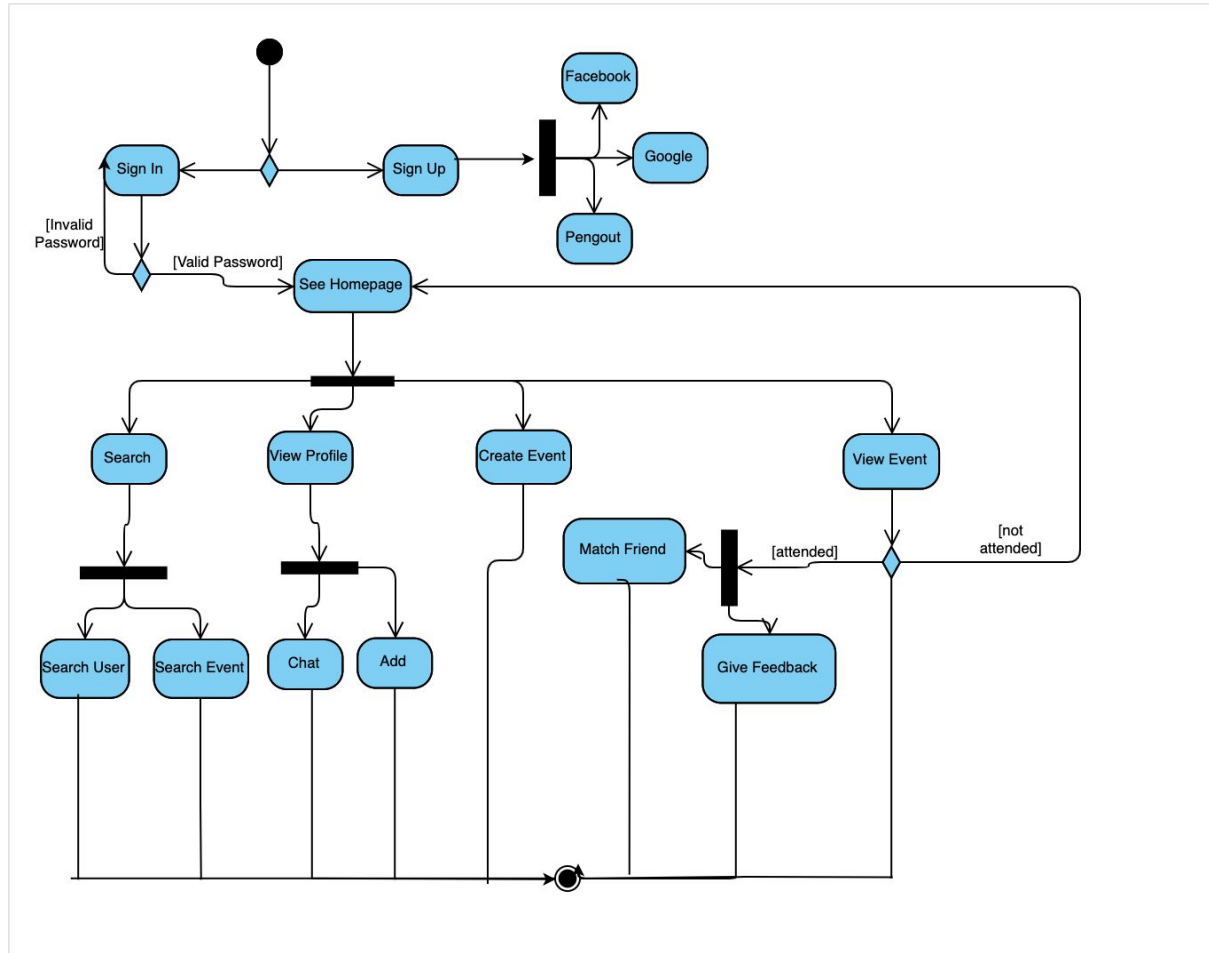 Facebook
Sign In
Sign Up
Google
[Invalid
Password]
Pengout
[Valid Password]
See Homepage
Search
View Profile
Create Event
View Event
Match Friend
[attended]
[not
attended]
Search User
Search Event
Chat
Add
Give Feedback